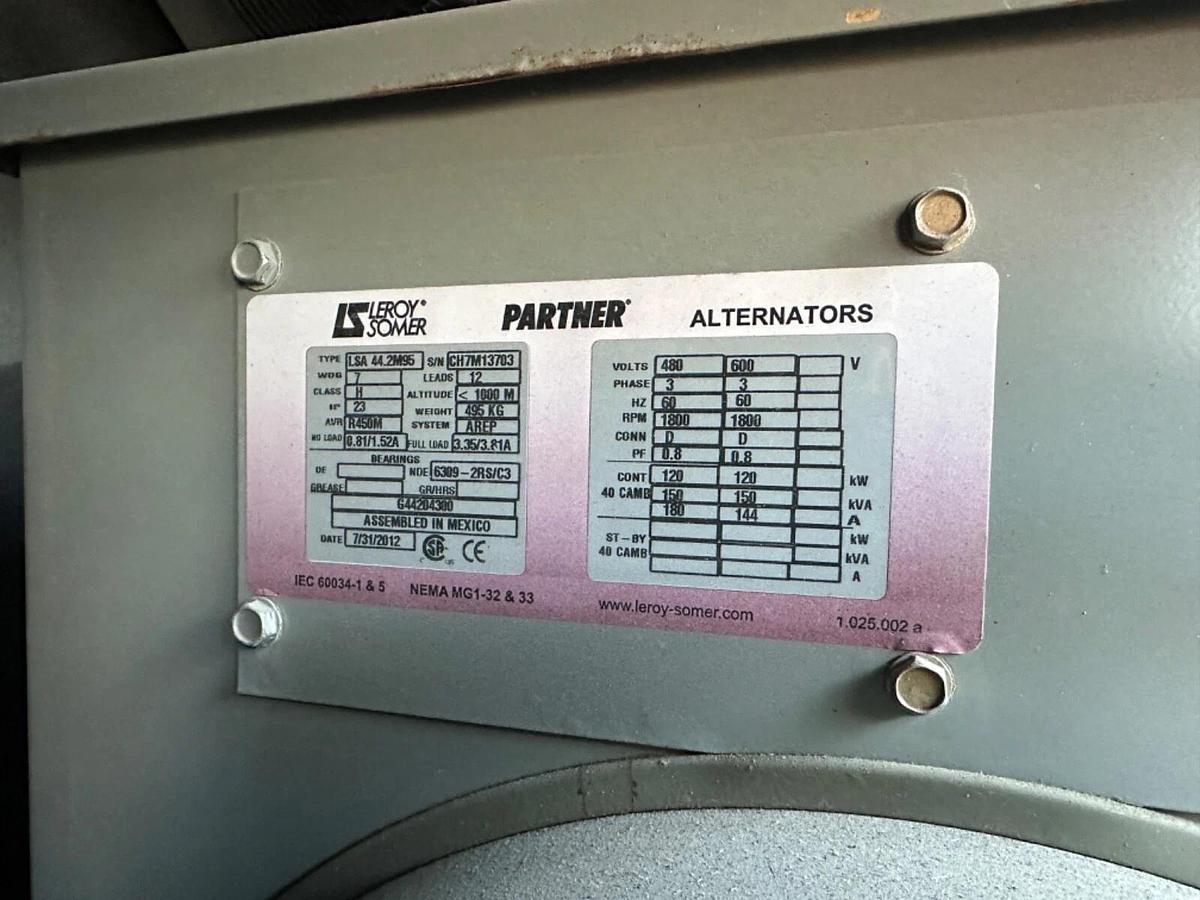 LEROY® SOMER PARTNER® ALTERNATORS
TYPE LSA 44.2M95 S/N CH7M13703
WDG 7 LEADS 12
CLASS H ALTITUDE < 1000 M
IP 23 WEIGHT 495 KG
AVR R450M SYSTEM AREP
NO LOAD 0.81/1.52A FULL LOAD 3.35/3.81A
BEARINGS
DE NDE 6309-2RS/C3
GREASE GR/HRS
G44204300
ASSEMBLED IN MEXICO
DATE 7/31/2012 SA CE
VOLTS 480 600 V
PHASE 3 3
HZ 60 60
RPM 1800 1800
CONN D D
PF 0.8 0.8
CONT 120 120 kW
40 CAMB 150 150 kVA
180 144 A
ST-BY kW
40 CAMB kVA
A
IEC 60034-1 & 5 NEMA MG1-32 & 33 www.leroy-somer.com 1.025.002 a